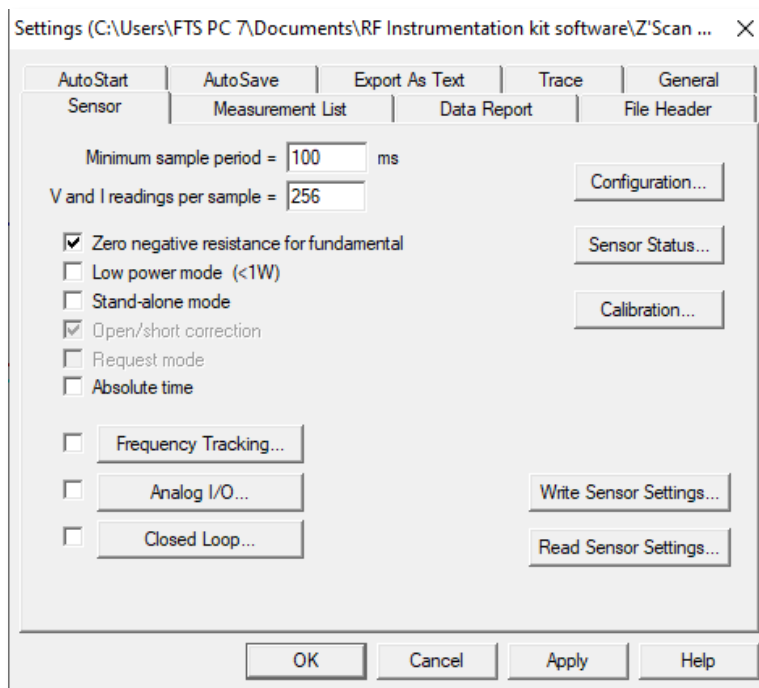 Settings (C:\Users\FTS PC 7\Documents\RF Instrumentation kit software\Z'Scan ...
AutoStart AutoSave Export As Text Trace General
Sensor Measurement List Data Report File Header
Minimum sample period = 100 ms
V and I readings per sample = 256
Configuration...
Zero negative resistance for fundamental
Sensor Status...
Low power mode (<1W)
Stand-alone mode
Calibration...
Open/short correction
Request mode
Absolute time
Frequency Tracking...
Analog I/O...
Write Sensor Settings...
Closed Loop...
Read Sensor Settings...
OK Cancel Apply Help